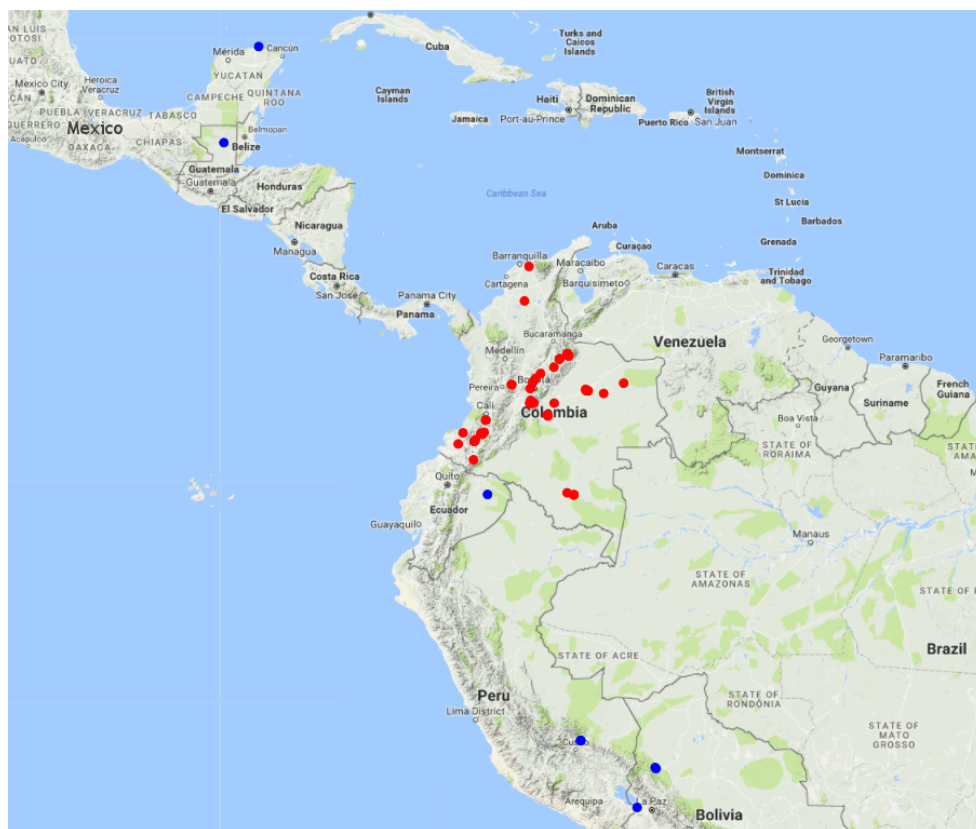 Cuba
Turks and
Caicos
Islands
SAN LUIS
POTOSI
Mérida
Cancún
YUCATAN
Mexico City
Heroica
Veracruz
CAMPECHE
QUINTANA
ROO
Cayman
Islands
Haiti
Dominican
Republic
British
Virgin
Islands
PUEBLA
VERACRUZ
TABASCO
Jamaica
Port-au-Prince
Puerto Rico
San Juan
GUERRERO
Mexico
Acapulco
OAXACA
CHIAPAS
Belmopan
Belize
Montserrat
Guatemala
Guatemala
Honduras
Dominica
Caribbean Sea
El Salvador
St Lucia
Nicaragua
Aruba
Barbados
Managua
Curaçao
Grenada
Barranquilla
Maracaibo
Costa Rica
Caracas
Trinidad
and Tobago
Cartagena
Barquisimeto
San José
Panama City
Panama
Bucaramanga
Venezuela
Georgetown
Medellín
Paramaribo
Bogota
Pereira
Guyana
Suriname
French
Guiana
Cali
Colombia
Boa Vista
STATE OF
RORAIMA
STATE
AMA
Quito
Ecuador
Guayaquil
Manaus
STATE OF
AMAZONAS
STATE OF
STATE OF ACRE
Brazil
Peru
STATE OF
RONDÔNIA
Lima District
STATE OF
MATO
GROSSO
Cusco
Arequipa
La Paz
Bolivia